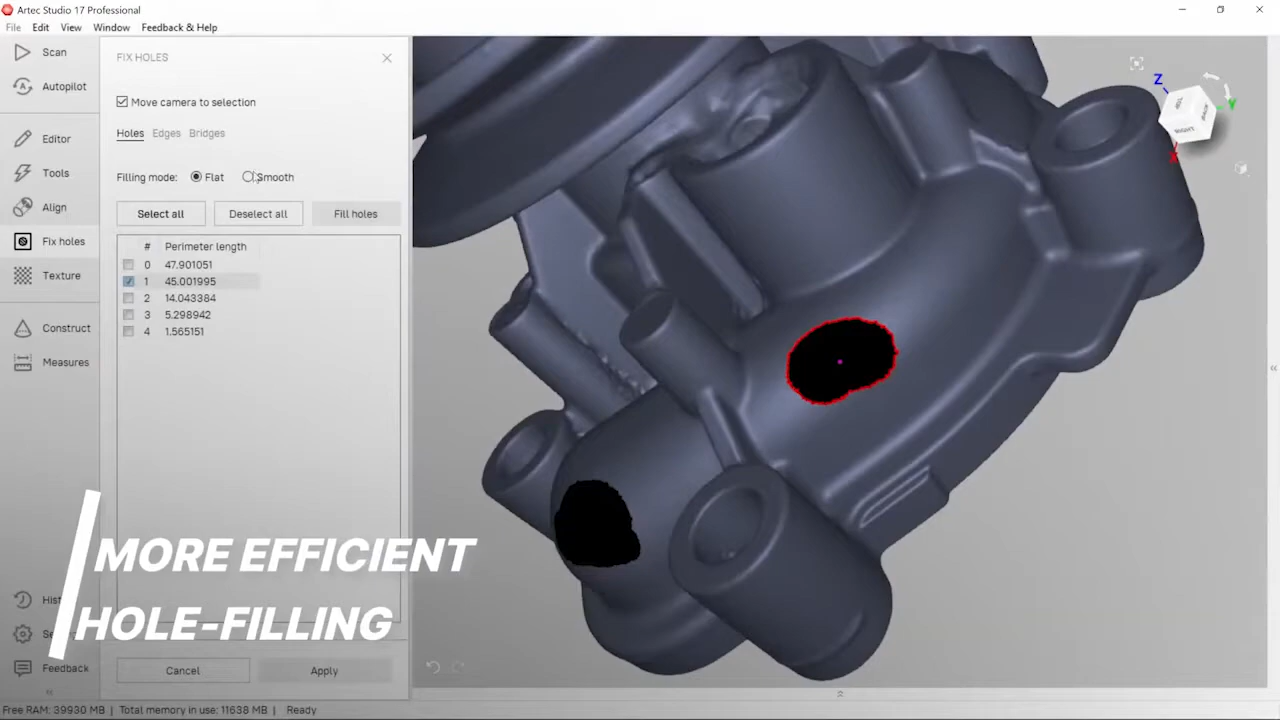 Artec Studio 17 Professional
File Edit View Window Feedback & Help
Scan
Autopilot
Editor
Tools
Align
Fix holes
Texture
Construct
Measures
Feedback
FIX HOLES
Move camera to selection
Holes Edges Bridges
Filling mode: Flat Smooth
Select all Deselect all Fill holes
# Perimeter length
0 47.901051
1 45.001995
2 14.043384
3 5.298942
4 1.565151
MORE EFFICIENT
HOLE-FILLING
Cancel Apply
Z
Y
X
RIGHT
Free RAM: 39930 MB | Total memory in use: 11638 MB | Ready